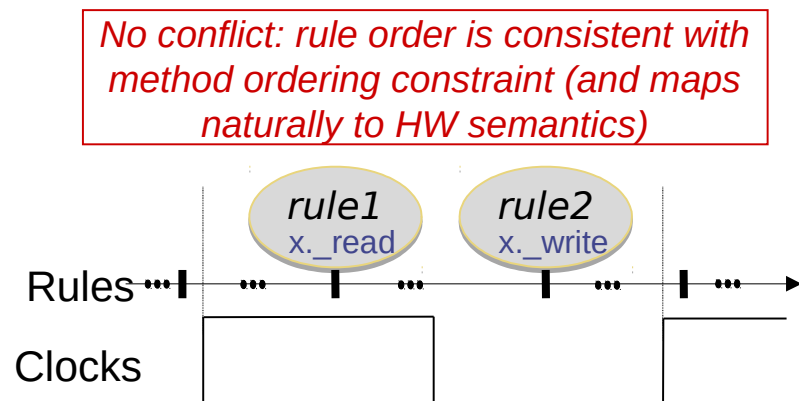 No conflict: rule order is consistent with
method ordering constraint (and maps
naturally to HW semantics)
rule1
x._read
rule2
x._write
Rules
Clocks